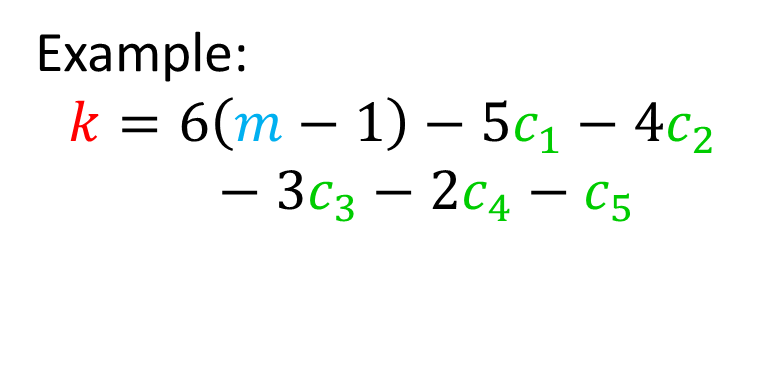 Example:
k = 6(m − 1) − 5c₁ − 4c₂
− 3c₃ − 2c₄ − c₅